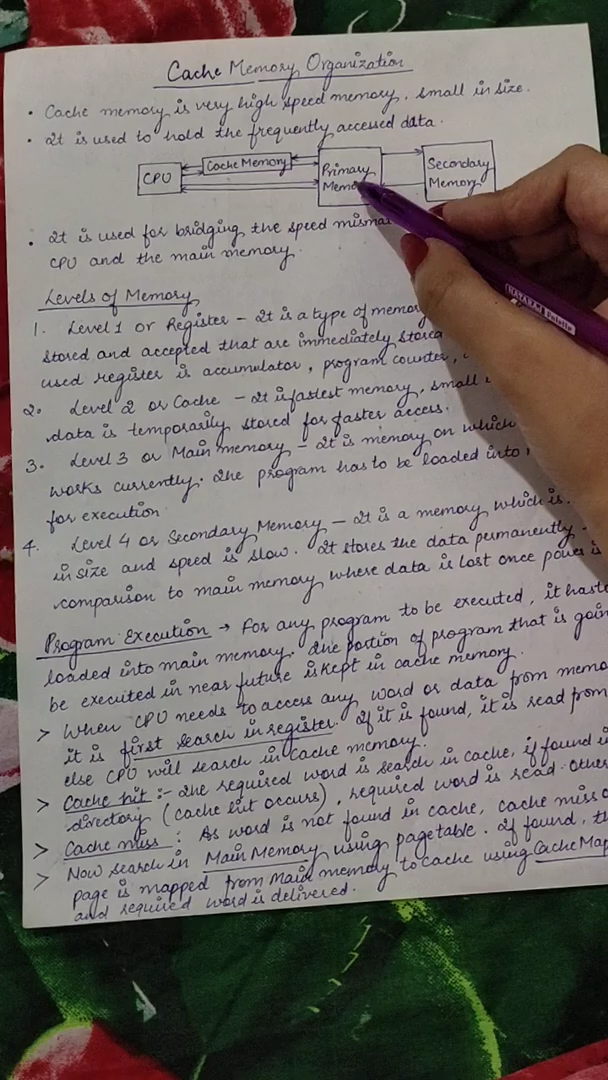 Cache Memory Organization
• Cache memory is very high speed memory, small in size.
• It is used to hold the frequently accessed data.
CPU
Cache Memory
Primary
Memo
Secondary
Memory
• It is used for bridging the speed misma
CPU and the main memory.
Levels of Memory
1. Level 1 or Register - It is a type of memory
stored and accepted that are immediately stored
used register is accumulator, program counter,
2. Level 2 or Cache - It is fastest memory, small
data is temporarily stored for faster access.
3. Level 3 or Main memory - It is memory on which
works currently. The program has to be loaded into
for execution
4. Level 4 or Secondary Memory - It is a memory which is
in size and speed is slow. It stores the data permanently.
comparison to main memory where data is lost once power is
Program Execution → For any program to be executed, it has to
loaded into main memory. The portion of program that is goin
be executed in near future is kept in cache memory.
> When CPU needs to access any word or data from memo
it is first search in register. If it is found, it is read from
else CPU will search in cache memory.
> Cache hit :- The required word is search in cache, if found i
directory (cache hit occurs), required word is read. Other
> Cache miss : As word is not found in cache, cache miss o
> Now search in Main Memory using pagetable. If found, th
page is mapped from Main memory to cache using Cache Map
and required word is delivered.